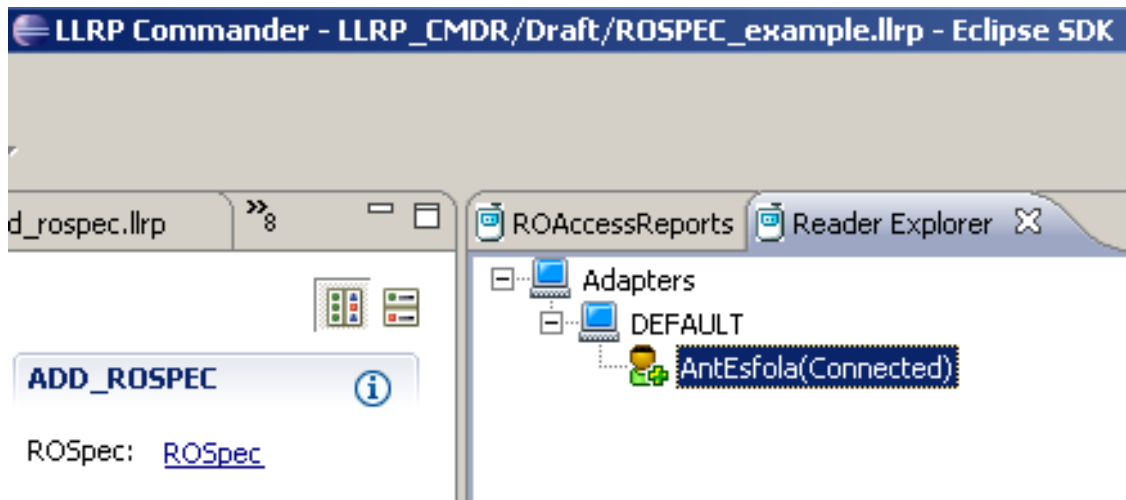 LLRP Commander - LLRP_CMDR/Draft/ROSPEC_example.llrp - Eclipse SDK
d_rospec.llrp
»8
ROAccessReports
Reader Explorer
Adapters
DEFAULT
AntEsfola(Connected)
ADD_ROSPEC
ROSpec: ROSpec